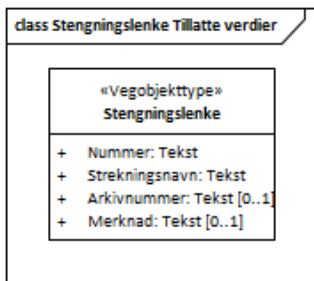 class Stengningslenke Tillatte verdier
«Vegobjekttype»
Stengningslenke
+ Nummer: Tekst
+ Strekningsnavn: Tekst
+ Arkivnummer: Tekst [0..1]
+ Merknad: Tekst [0..1]